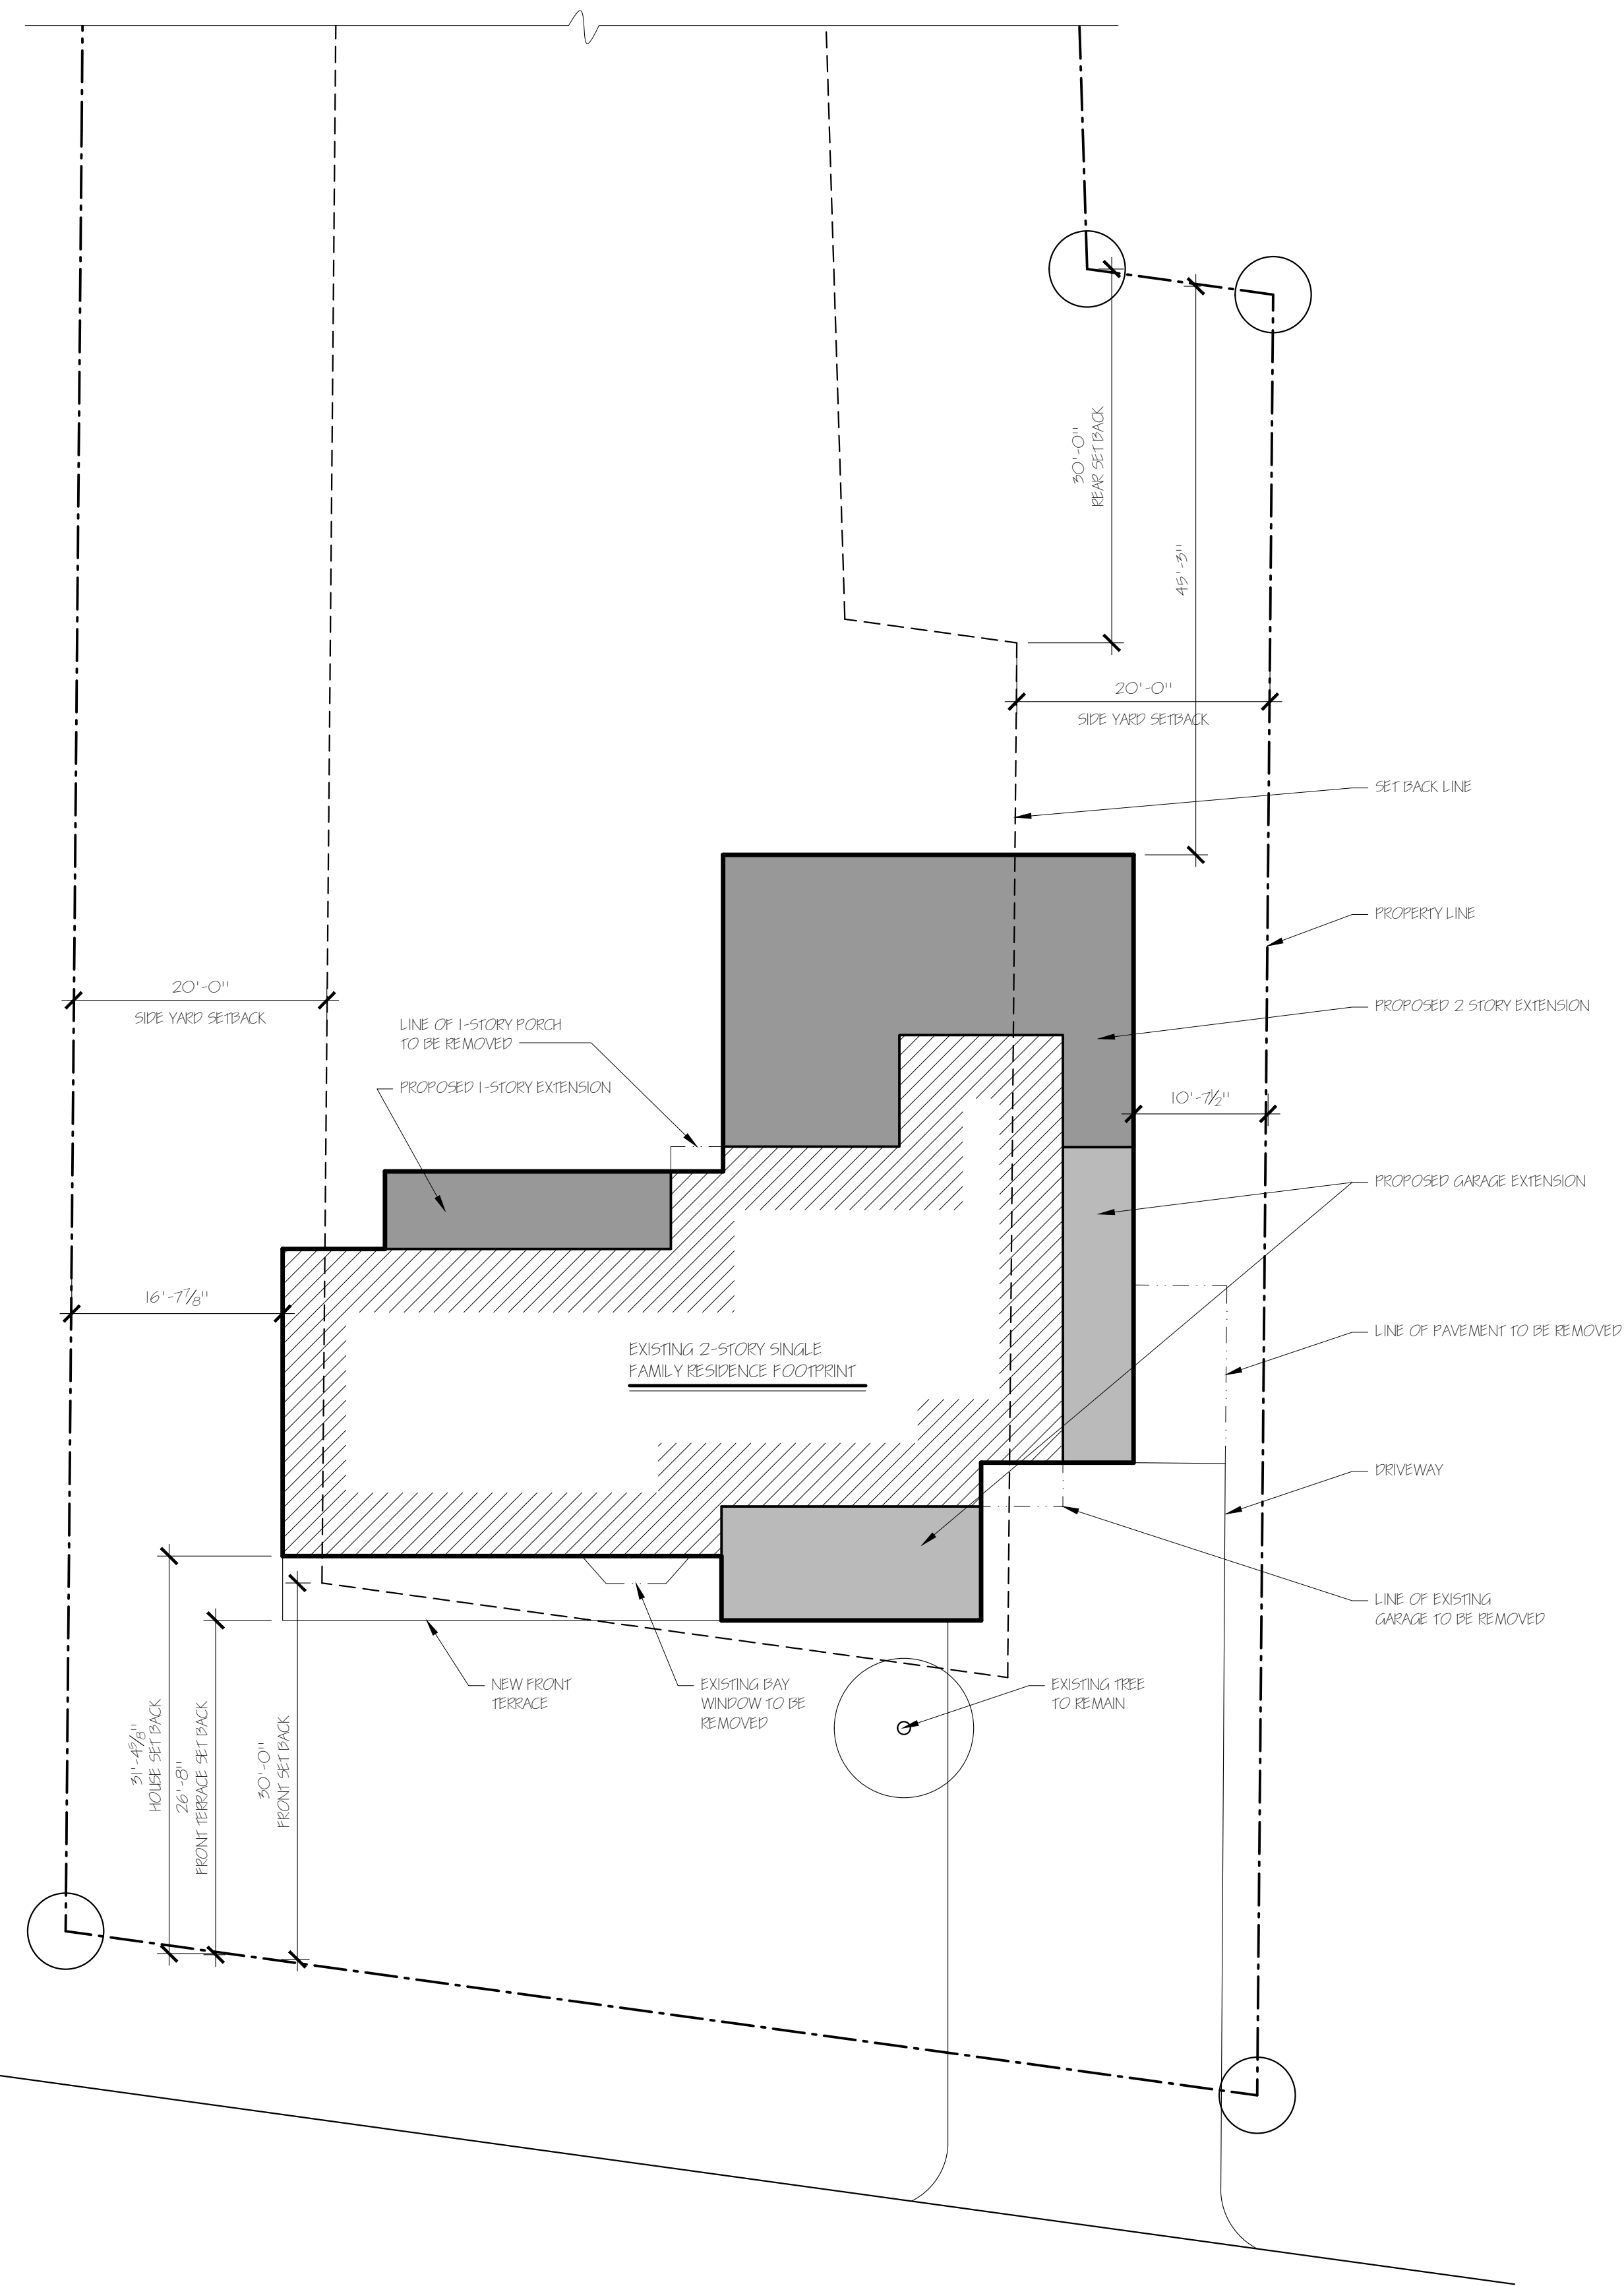 30'-0"
REAR SET BACK
45'-3"
20'-0"
SIDE YARD SETBACK
SET BACK LINE
PROPERTY LINE
20'-0"
SIDE YARD SETBACK
PROPOSED 2 STORY EXTENSION
LINE OF 1-STORY PORCH
TO BE REMOVED
PROPOSED 1-STORY EXTENSION
10'-7½"
PROPOSED GARAGE EXTENSION
16'-7⅞"
LINE OF PAVEMENT TO BE REMOVED
EXISTING 2-STORY SINGLE
FAMILY RESIDENCE FOOTPRINT
DRIVEWAY
LINE OF EXISTING
GARAGE TO BE REMOVED
NEW FRONT
TERRACE
EXISTING BAY
WINDOW TO BE
REMOVED
EXISTING TREE
TO REMAIN
31'-4⅝"
HOUSE SET BACK
26'-8"
FRONT TERRACE SET BACK
30'-0"
FRONT SET BACK